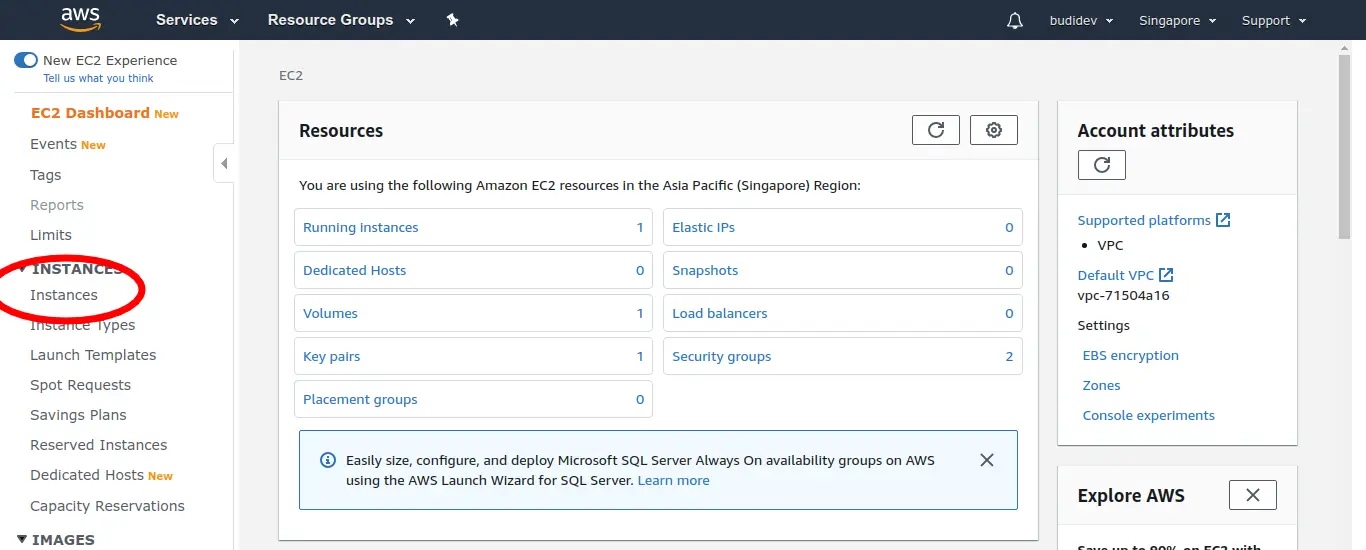 aws
Services
Resource Groups
budidev
Singapore
Support
New EC2 Experience
Tell us what you think
EC2 Dashboard New
Events New
Tags
Reports
Limits
INSTANCES
Instances
Instance Types
Launch Templates
Spot Requests
Savings Plans
Reserved Instances
Dedicated Hosts New
Capacity Reservations
IMAGES
EC2
Resources
You are using the following Amazon EC2 resources in the Asia Pacific (Singapore) Region:
Running instances 1
Elastic IPs 0
Dedicated Hosts 0
Snapshots 0
Volumes 1
Load balancers 0
Key pairs 1
Security groups 2
Placement groups 0
Easily size, configure, and deploy Microsoft SQL Server Always On availability groups on AWS
using the AWS Launch Wizard for SQL Server. Learn more
Account attributes
Supported platforms
• VPC
Default VPC
vpc-71504a16
Settings
EBS encryption
Zones
Console experiments
Explore AWS
Save up to 90% on EC2 with